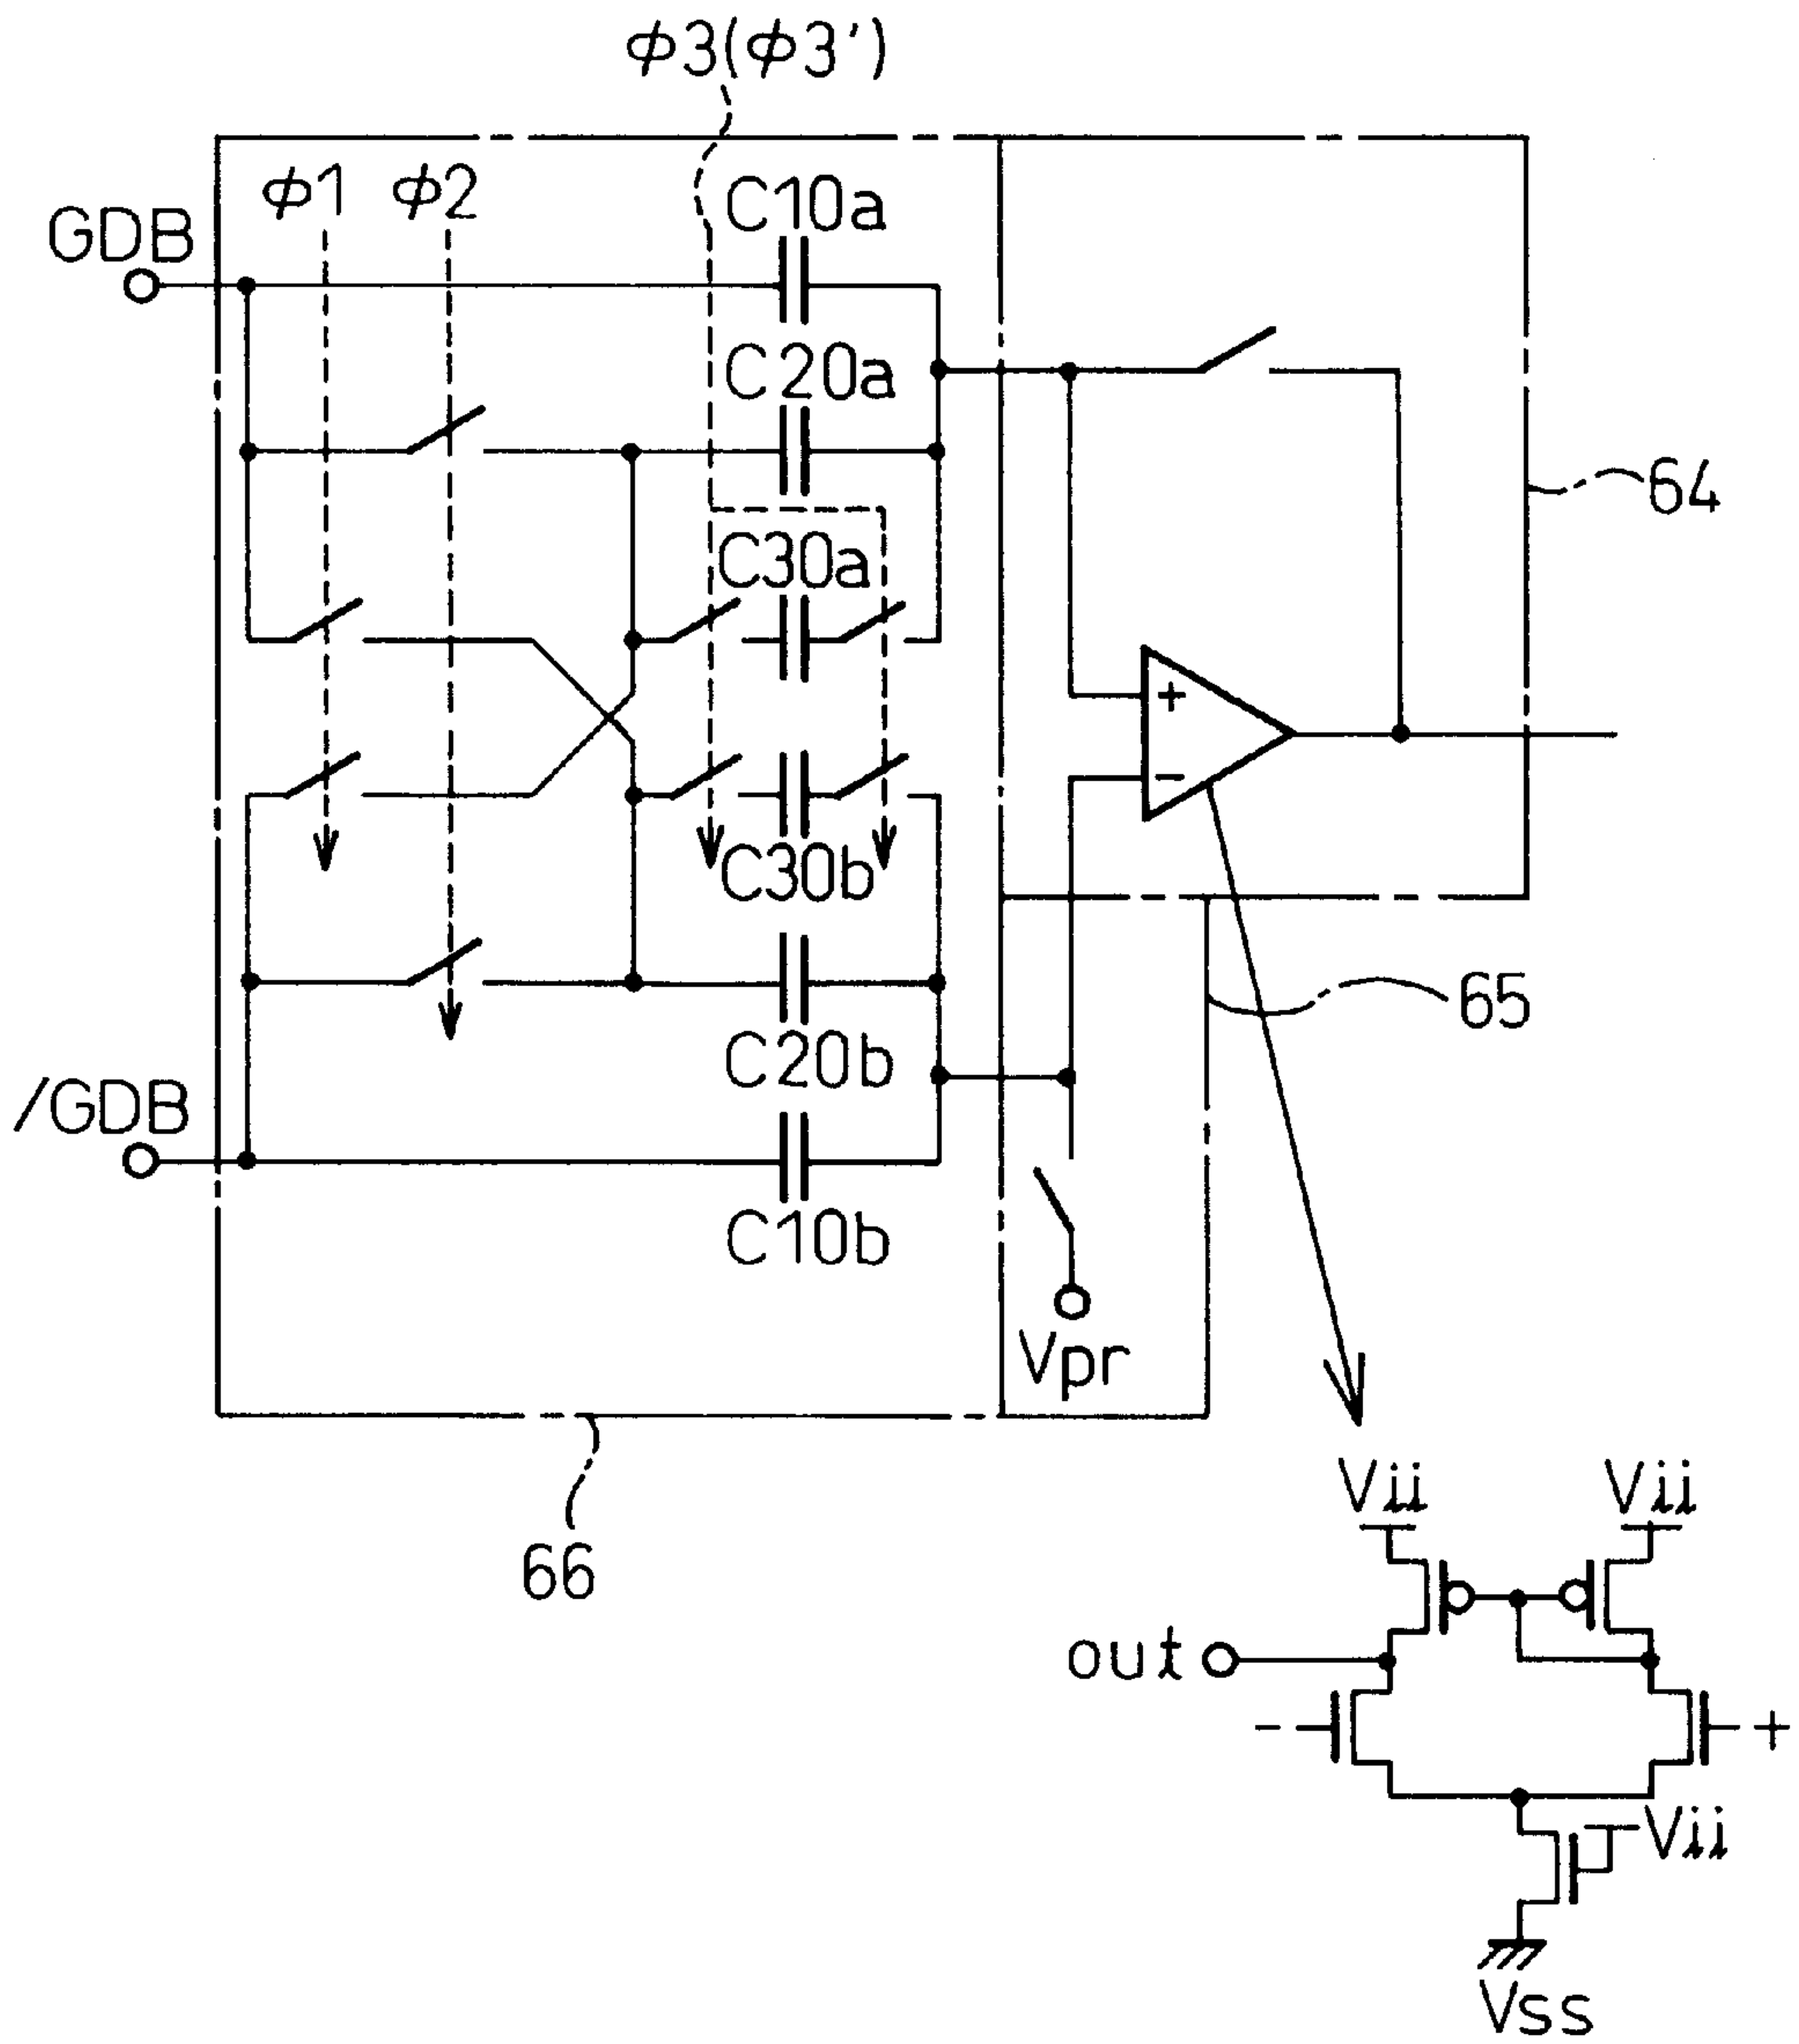 ϕ3(ϕ3')
ϕ1
ϕ2
C10a
GDB
C20a
64
C30a
+
-
C30b
65
C20b
/GDB
C10b
Vpr
Vii
Vii
66
out
-
+
Vii
Vss